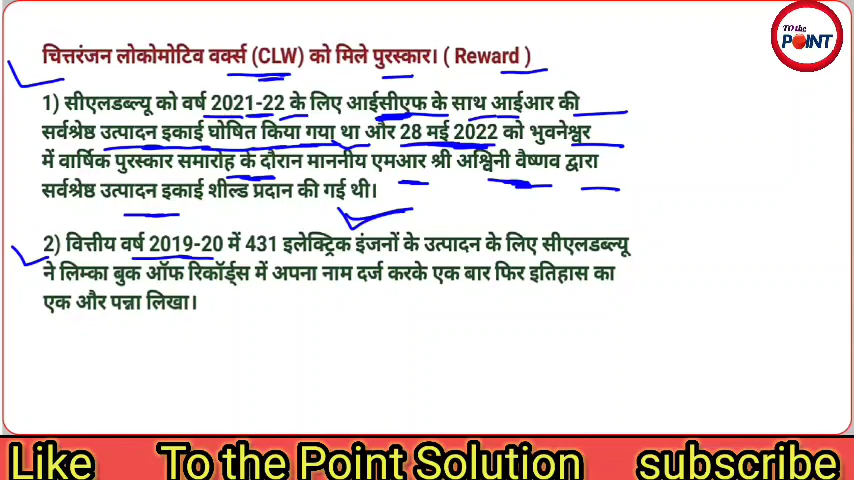 TO the
POINT
चित्तरंजन लोकोमोटिव वर्क्स (CLW) को मिले पुरस्कार। ( Reward )
1) सीएलडब्ल्यू को वर्ष 2021-22 के लिए आईसीएफ के साथ आईआर की
सर्वश्रेष्ठ उत्पादन इकाई घोषित किया गया था और 28 मई 2022 को भुवनेश्वर
में वार्षिक पुरस्कार समारोह के दौरान माननीय एमआर श्री अश्विनी वैष्णव द्वारा
सर्वश्रेष्ठ उत्पादन इकाई शील्ड प्रदान की गई थी।
2) वित्तीय वर्ष 2019-20 में 431 इलेक्ट्रिक इंजनों के उत्पादन के लिए सीएलडब्ल्यू
ने लिम्का बुक ऑफ रिकॉर्ड्स में अपना नाम दर्ज करके एक बार फिर इतिहास का
एक और पन्ना लिखा।
Like To the Point Solution subscribe